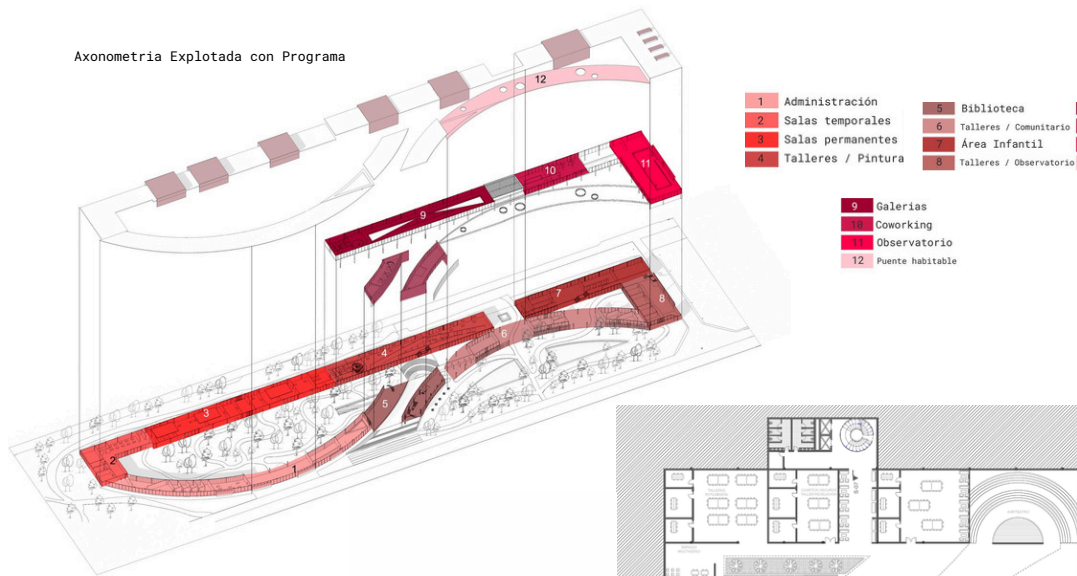 Axonometria Explotada con Programa
12
11
10
9
8
7
6
5
4
3
2
1
1 Administración
2 Salas temporales
3 Salas permanentes
4 Talleres / Pintura
5 Biblioteca
6 Talleres / Comunitario
7 Área Infantil
8 Talleres / Observatorio
9 Galerias
10 Coworking
11 Observatorio
12 Puente habitable